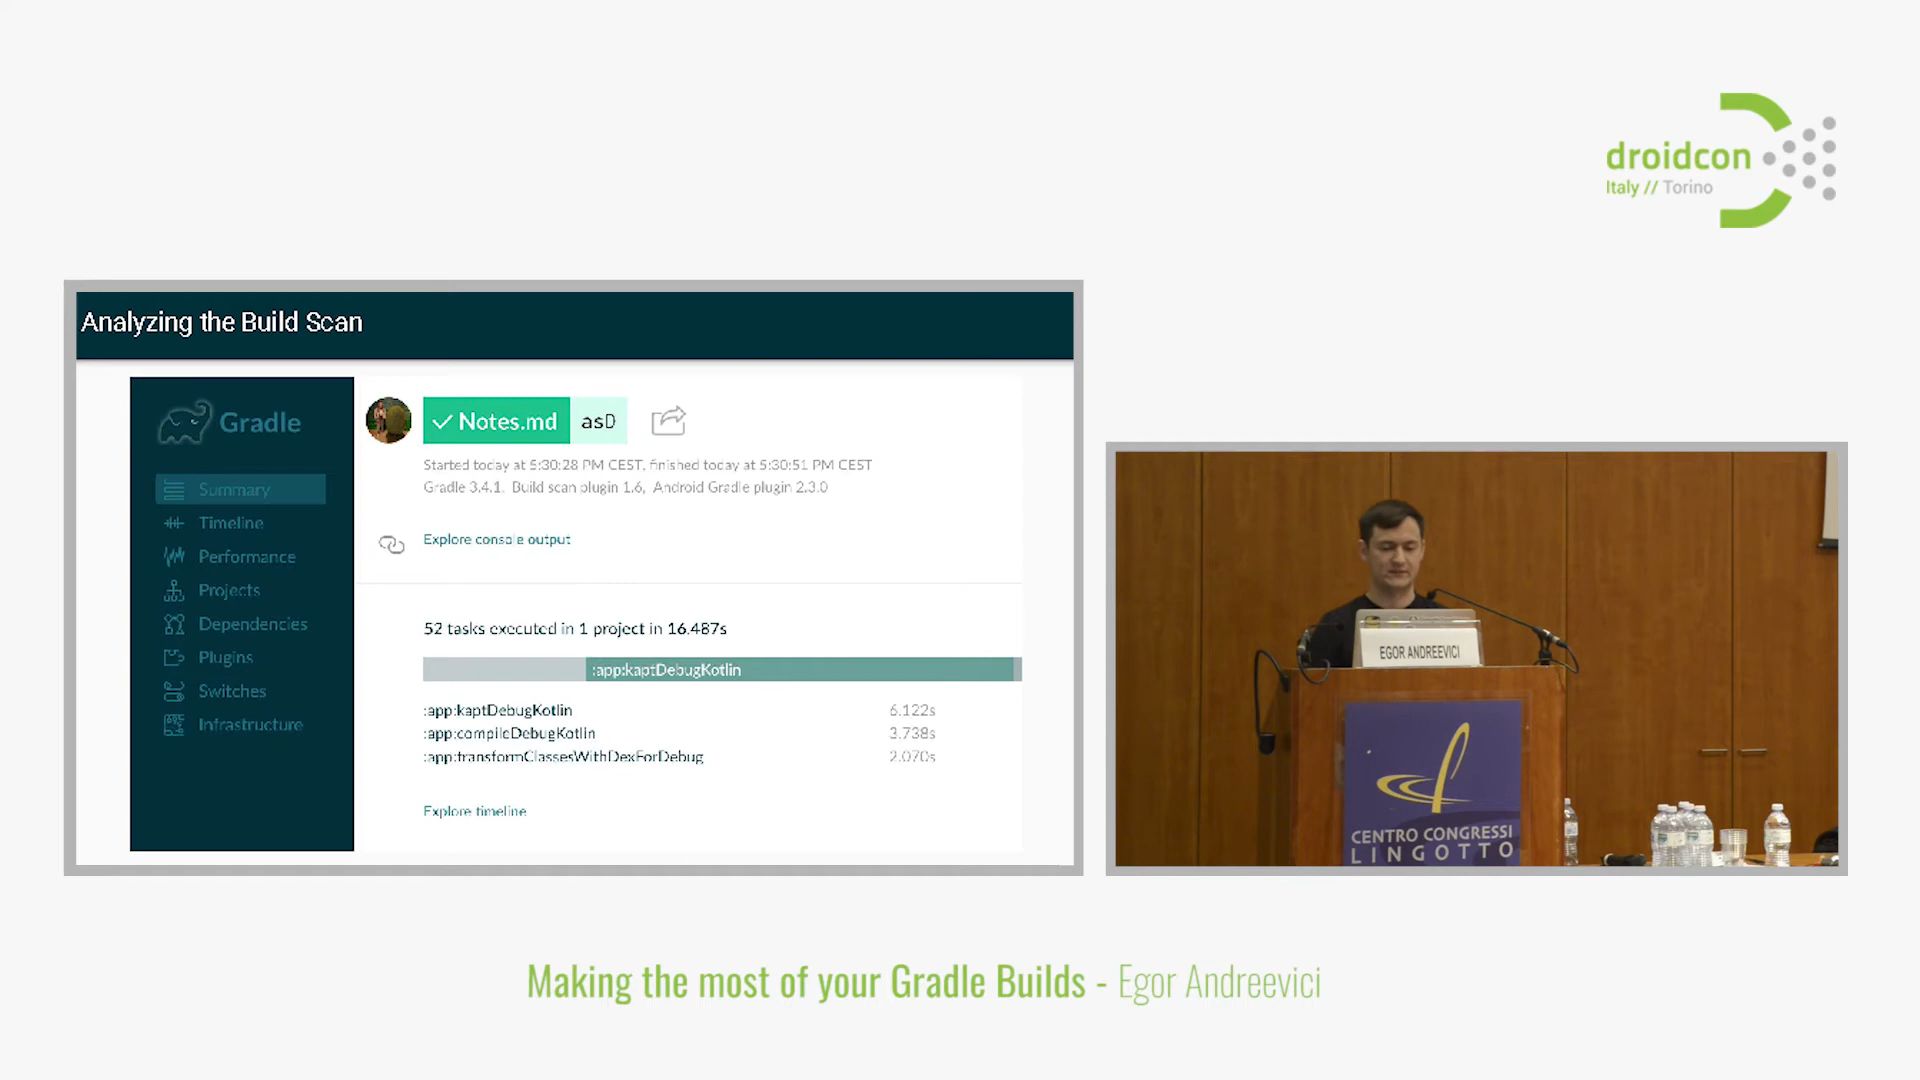 droidcon
Italy // Torino
Analyzing the Build Scan
Gradle
Summary
Timeline
Performance
Projects
Dependencies
Plugins
Switches
Infrastructure
Notes.md asD
Started today at 5:30:28 PM CEST, finished today at 5:30:51 PM CEST
Gradle 3.4.1, Build scan plugin 1.6, Android Gradle plugin 2.3.0
Explore console output
52 tasks executed in 1 project in 16.487s
:app:kaptDebugKotlin
:app:kaptDebugKotlin 6.122s
:app:compileDebugKotlin 3.738s
:app:transformClassesWithDexForDebug 2.070s
Explore timeline
EGOR ANDREEVICI
CENTRO CONGRESSI
LINGOTTO
Making the most of your Gradle Builds - Egor Andreevici